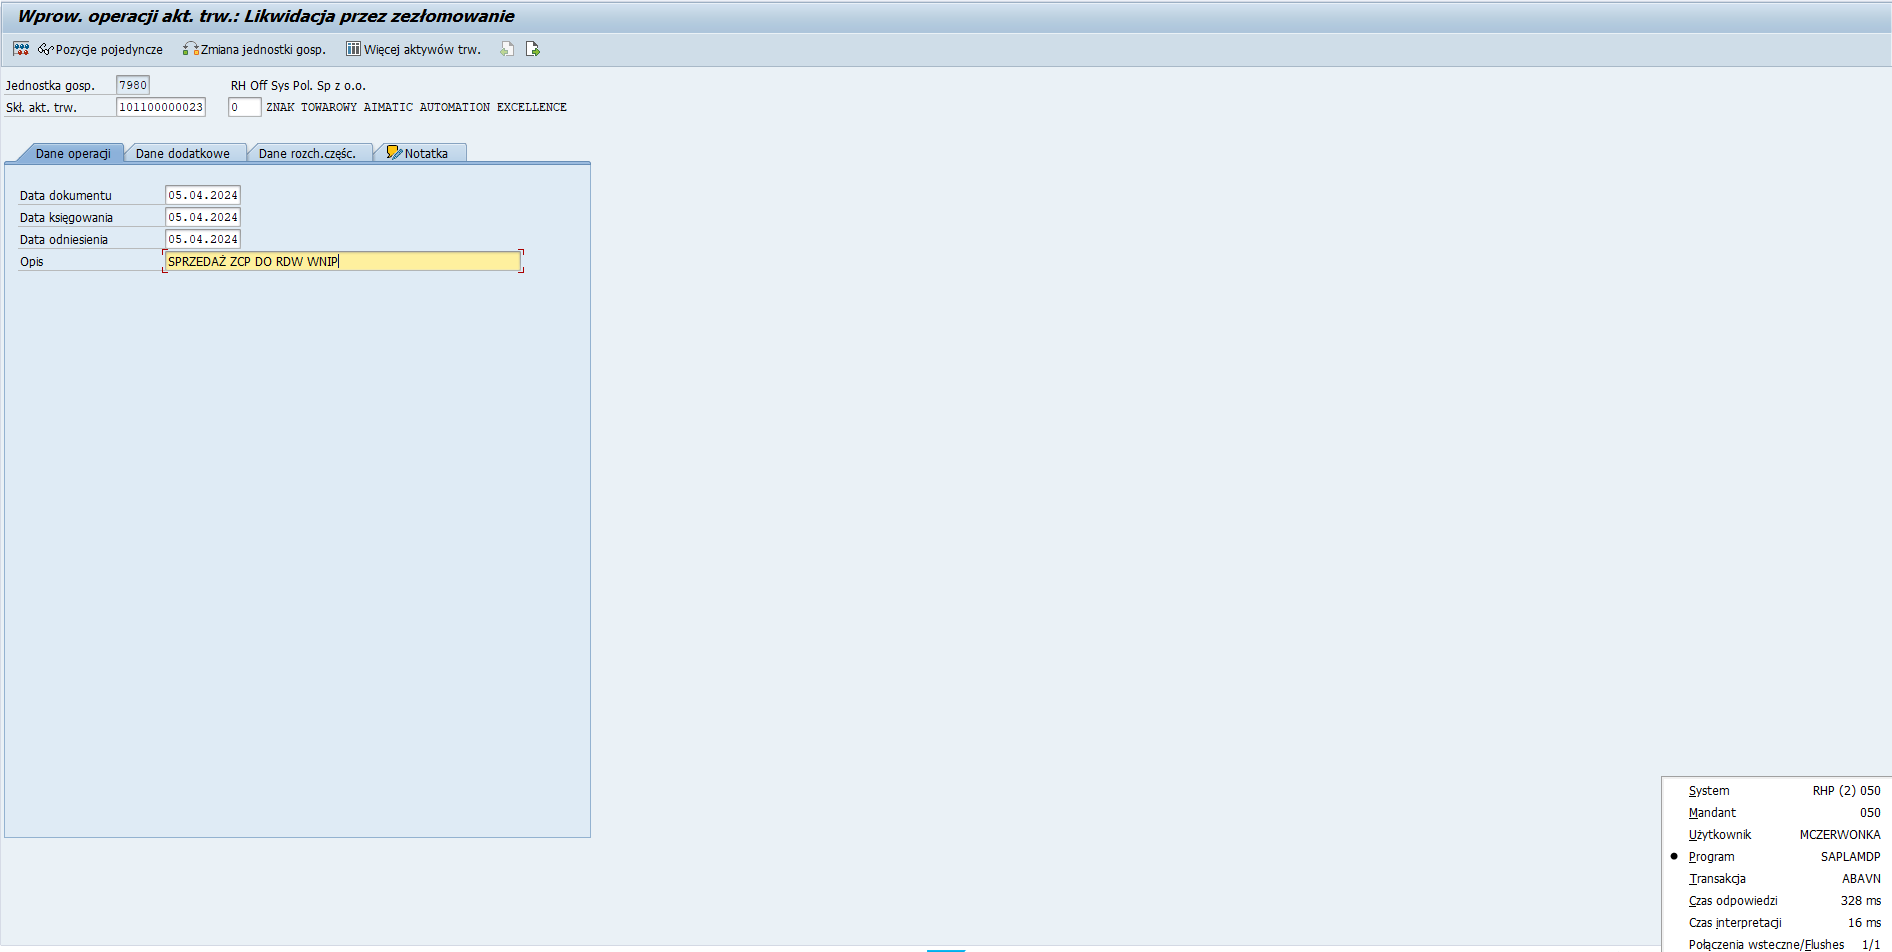 Wprow. operacji akt. trw.: Likwidacja przez zezłomowanie
Pozycje pojedyncze Zmiana jednostki gosp. Więcej aktywów trw.
Jednostka gosp. 7980 RH Off Sys Pol. Sp z o.o.
Skł. akt. trw. 101100000023 0 ZNAK TOWAROWY AIMATIC AUTOMATION EXCELLENCE
Dane operacji Dane dodatkowe Dane rozch.częśc. Notatka
Data dokumentu 05.04.2024
Data księgowania 05.04.2024
Data odniesienia 05.04.2024
Opis SPRZEDAŻ ZCP DO RDW WNIP
System RHP (2) 050
Mandant 050
Użytkownik MCZERWONKA
Program SAPLAMDP
Transakcja ABAVN
Czas odpowiedzi 328 ms
Czas interpretacji 16 ms
Połączenia wsteczne/Flushes 1/1